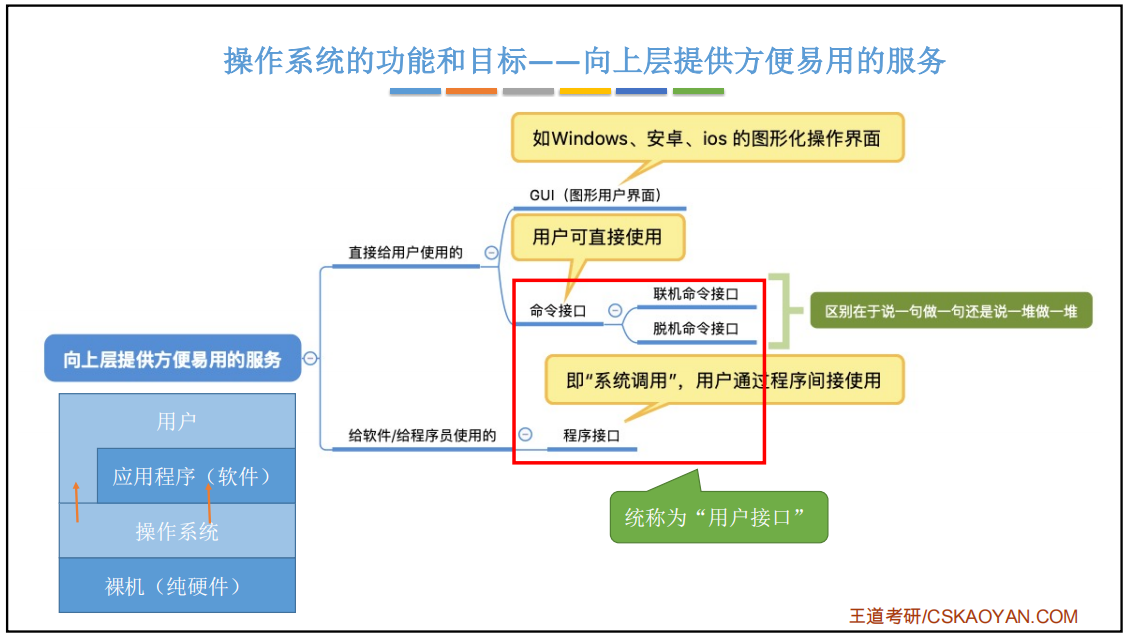 操作系统的功能和目标——向上层提供方便易用的服务
如Windows、安卓、ios 的图形化操作界面
GUI（图形用户界面）
用户可直接使用
直接给用户使用的
命令接口
联机命令接口
脱机命令接口
区别在于说一句做一句还是说一堆做一堆
向上层提供方便易用的服务
即“系统调用”，用户通过程序间接使用
给软件/给程序员使用的
程序接口
统称为“用户接口”
用户
应用程序（软件）
操作系统
裸机（纯硬件）
王道考研/CSKAOYAN.COM